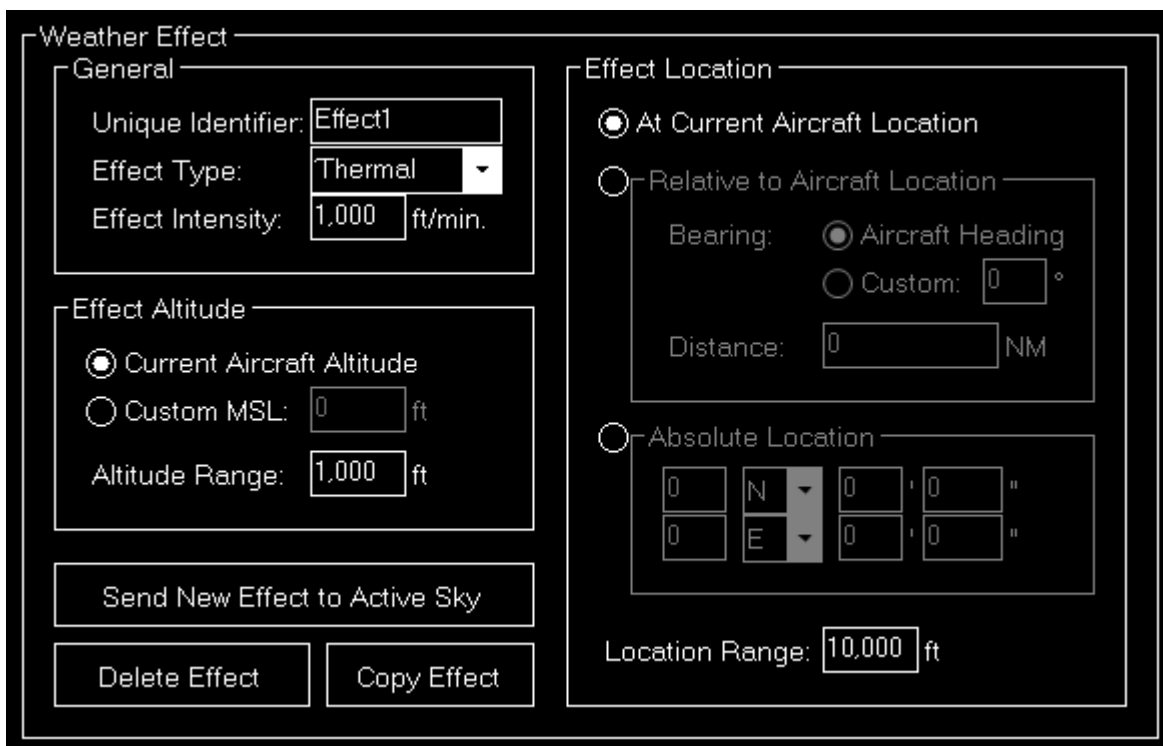 Weather Effect
General
Unique Identifier: Effect1
Effect Type: Thermal
Effect Intensity: 1,000 ft/min.
Effect Altitude
Current Aircraft Altitude
Custom MSL: 0 ft
Altitude Range: 1,000 ft
Send New Effect to Active Sky
Delete Effect Copy Effect
Effect Location
At Current Aircraft Location
Relative to Aircraft Location
Bearing: Aircraft Heading
Custom: 0 °
Distance: 0 NM
Absolute Location
0 N 0 ' 0 "
0 E 0 ' 0 "
Location Range: 10,000 ft